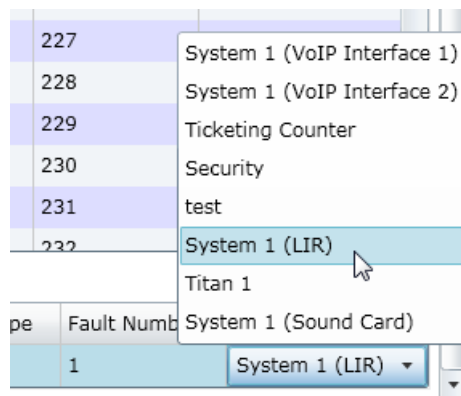 227
System 1 (VoIP Interface 1)
228
System 1 (VoIP Interface 2)
229
Ticketing Counter
230
Security
231
test
232
System 1 (LIR)
Titan 1
pe Fault Numb
System 1 (Sound Card)
1 System 1 (LIR)